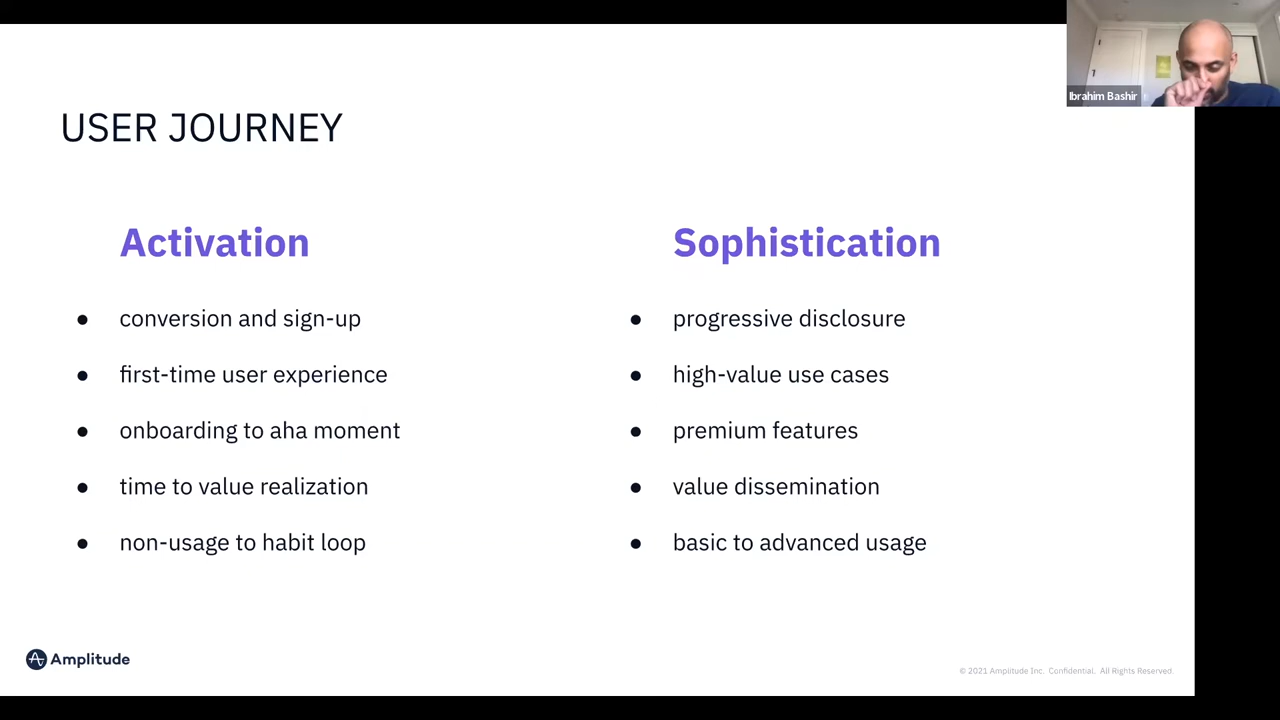 Ibrahim Bashir
USER JOURNEY
Activation
conversion and sign-up
first-time user experience
onboarding to aha moment
time to value realization
non-usage to habit loop
Sophistication
progressive disclosure
high-value use cases
premium features
value dissemination
basic to advanced usage
Amplitude
© 2021 Amplitude Inc. Confidential. All Rights Reserved.